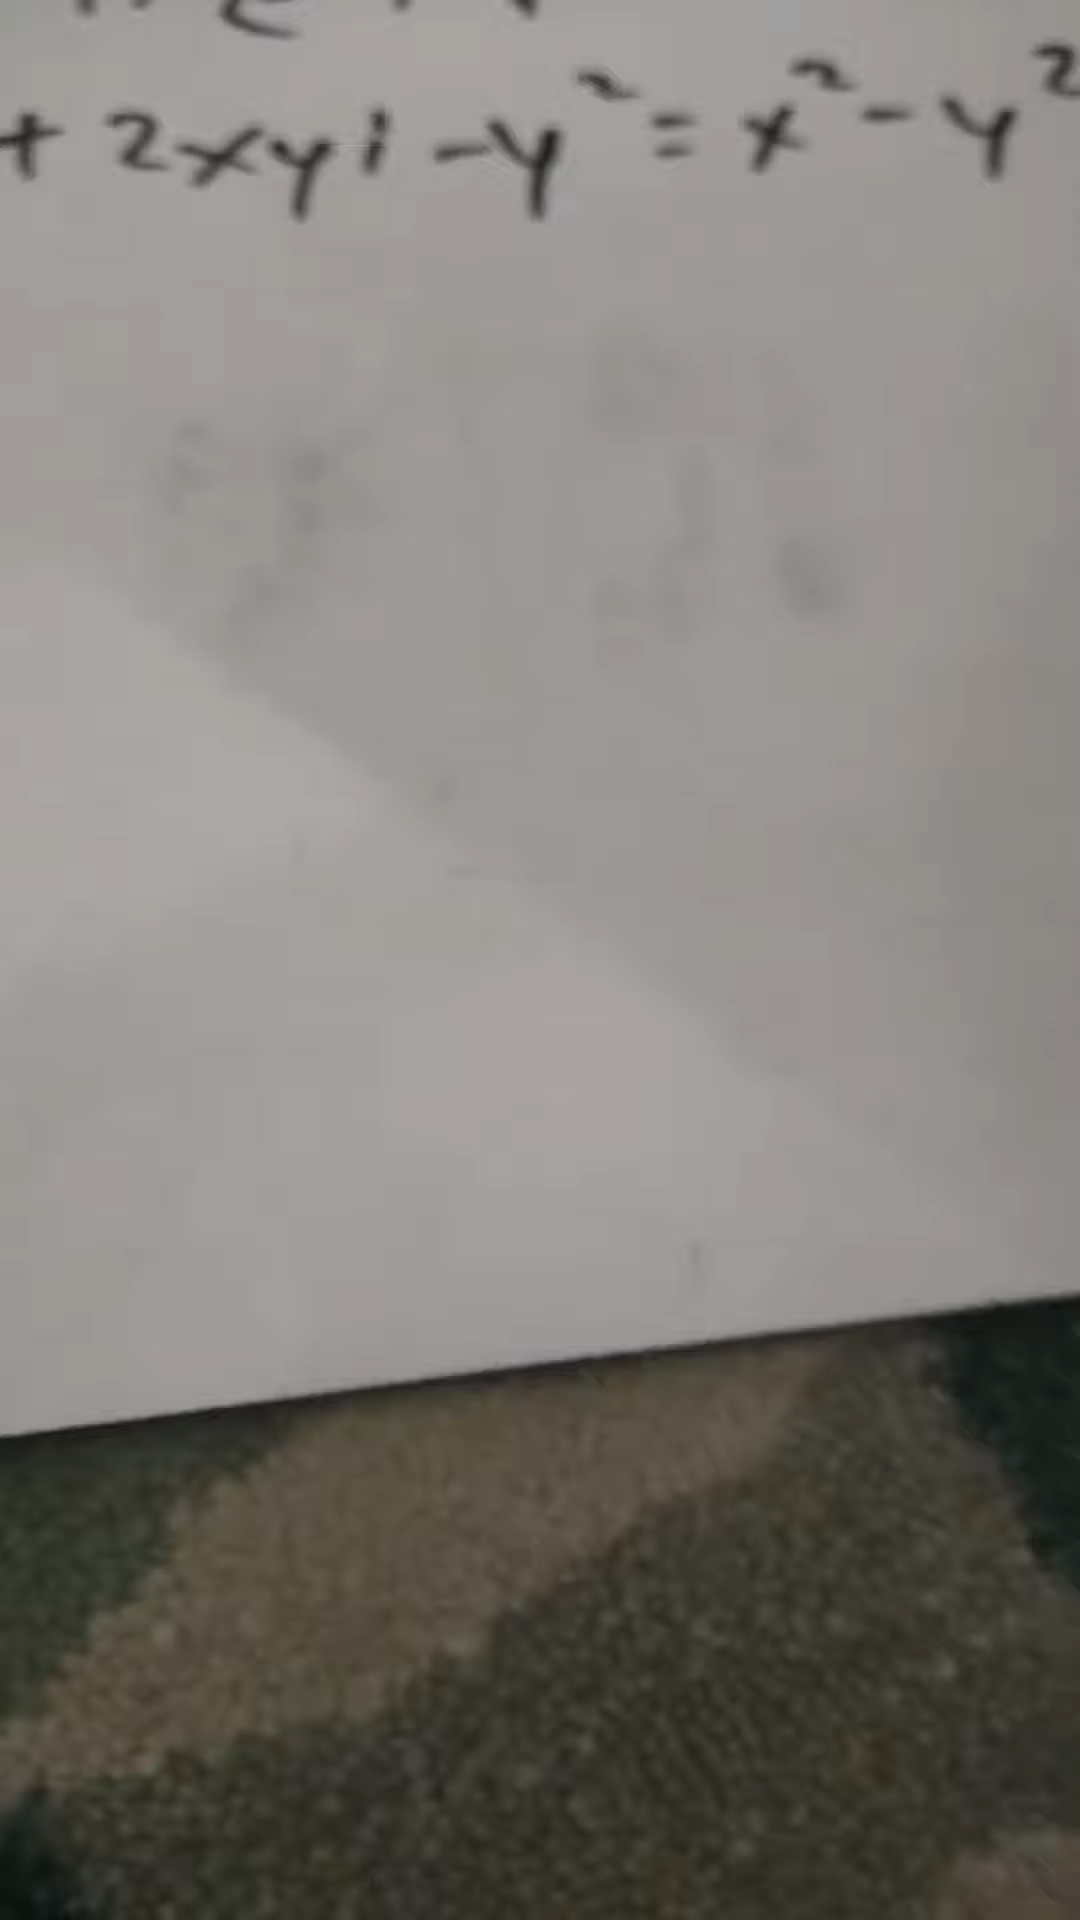 + 2xyi - y² = x² - y²